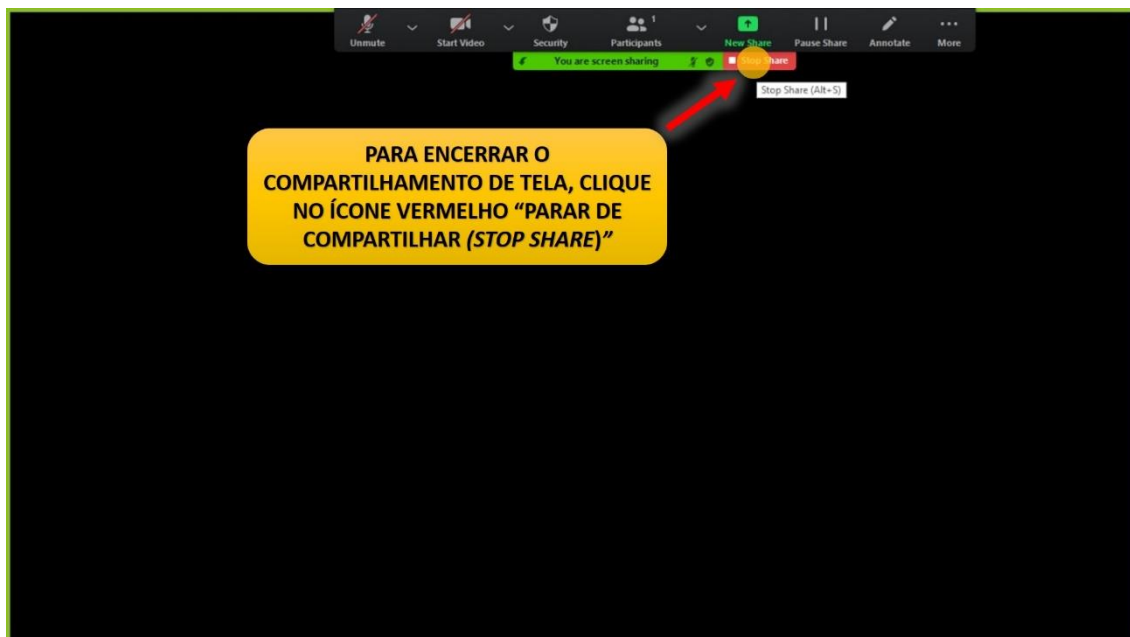 1
Unmute Start Video Security Participants New Share Pause Share Annotate More
You are screen sharing Stop Share
Stop Share (Alt+S)
PARA ENCERRAR O
COMPARTILHAMENTO DE TELA, CLIQUE
NO ÍCONE VERMELHO “PARAR DE
COMPARTILHAR (STOP SHARE)”